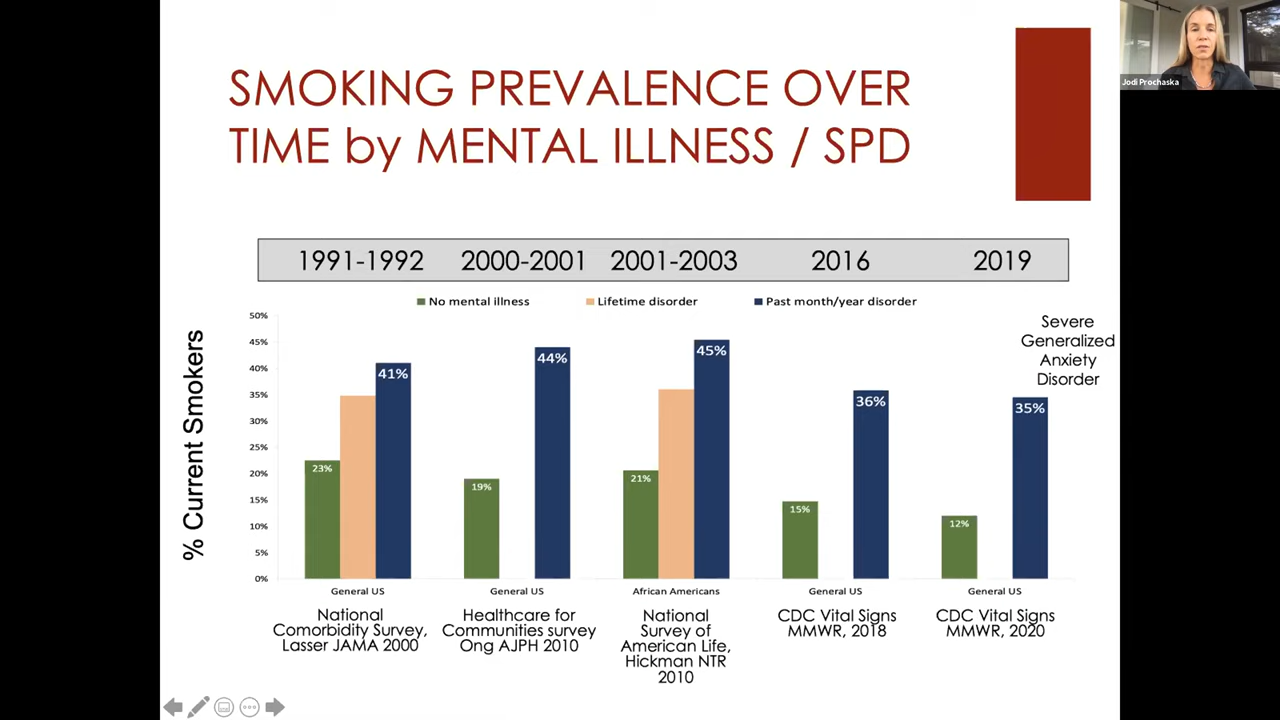 SMOKING PREVALENCE OVER
TIME by MENTAL ILLNESS / SPD
Jodi Prochaska
1991-1992 2000-2001 2001-2003 2016 2019
No mental illness Lifetime disorder Past month/year disorder
% Current Smokers
50%
45%
40%
35%
30%
25%
20%
15%
10%
5%
0%
23%
41%
19%
44%
21%
45%
15%
36%
12%
35%
Severe
Generalized
Anxiety
Disorder
General US
National
Comorbidity Survey,
Lasser JAMA 2000
General US
Healthcare for
Communities survey
Ong AJPH 2010
African Americans
National
Survey of
American Life,
Hickman NTR
2010
General US
CDC Vital Signs
MMWR, 2018
General US
CDC Vital Signs
MMWR, 2020